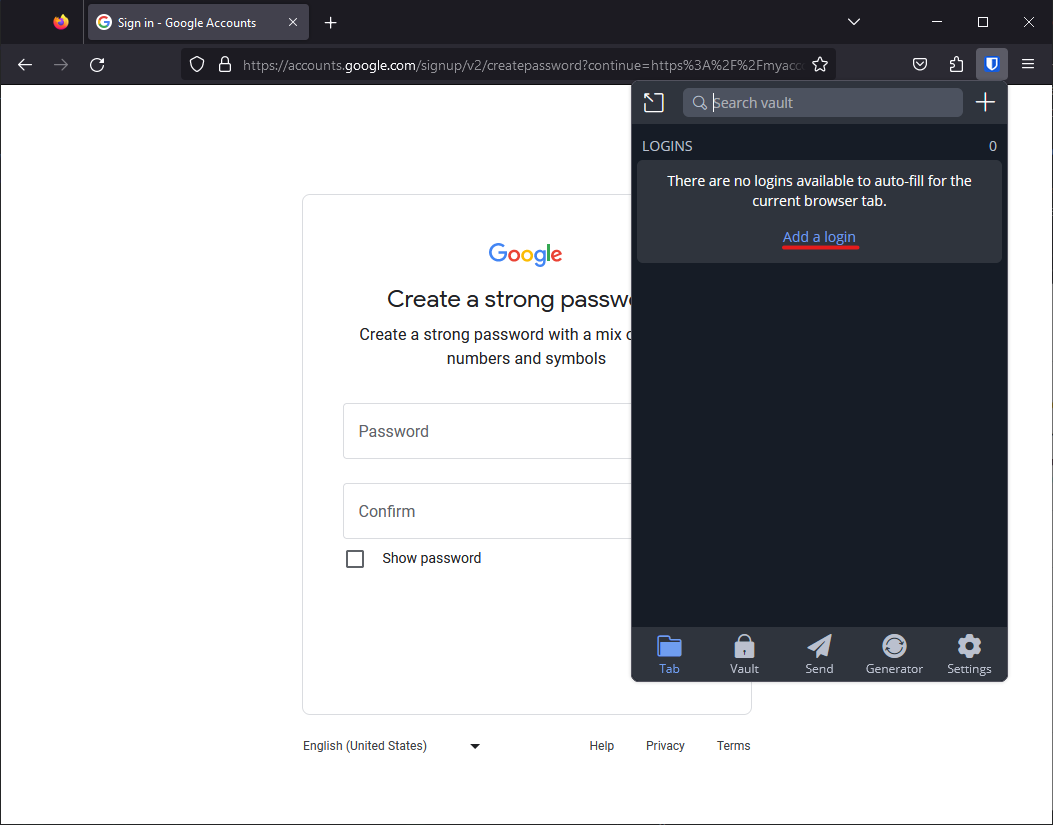 Sign in - Google Accounts
https://accounts.google.com/signup/v2/createpassword?continue=https%3A%2F%2Fmyacc
Search vault
LOGINS 0
There are no logins available to auto-fill for the
current browser tab.
Add a login
Google
Create a strong passw
Create a strong password with a mix
numbers and symbols
Password
Confirm
Show password
Tab Vault Send Generator Settings
English (United States) Help Privacy Terms